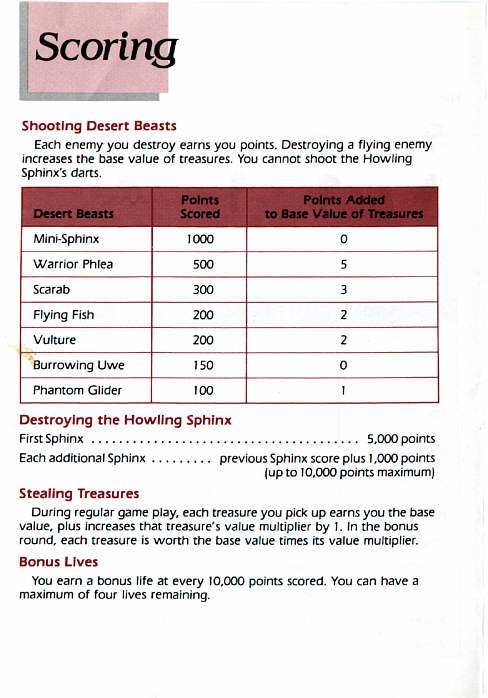 Scoring
Shooting Desert Beasts
Each enemy you destroy earns you points. Destroying a flying enemy
increases the base value of treasures. You cannot shoot the Howling
Sphinx's darts.
Desert Beasts Points Scored Points Added to Base Value of Treasures
Mini-Sphinx 1000 0
Warrior Phlea 500 5
Scarab 300 3
Flying Fish 200 2
Vulture 200 2
Burrowing Uwe 150 0
Phantom Glider 100 1
Destroying the Howling Sphinx
First Sphinx ....................................... 5,000 points
Each additional Sphinx ......... previous Sphinx score plus 1,000 points
(up to 10,000 points maximum)
Stealing Treasures
During regular game play, each treasure you pick up earns you the base
value, plus increases that treasure's value multiplier by 1. In the bonus
round, each treasure is worth the base value times its value multiplier.
Bonus Lives
You earn a bonus life at every 10,000 points scored. You can have a
maximum of four lives remaining.